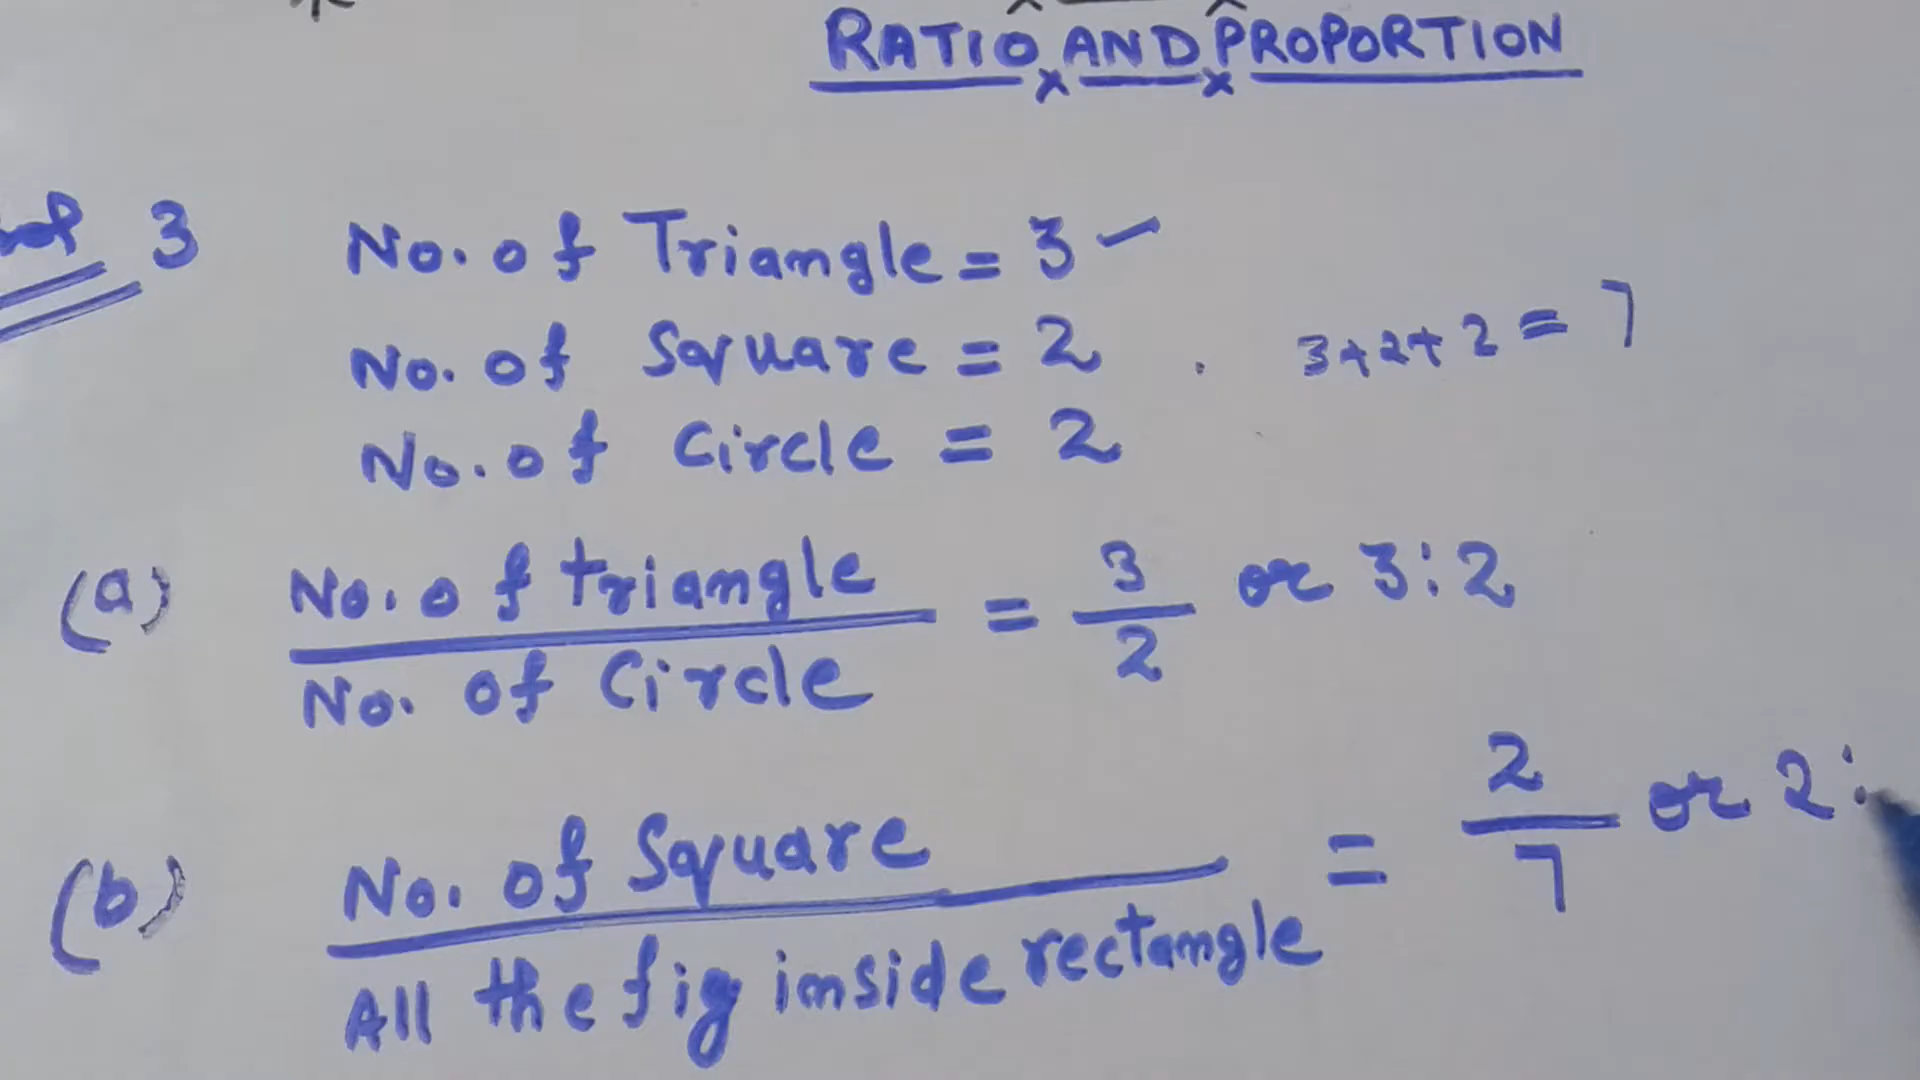 RATIO AND PROPORTION
3 No. of Triangle = 3
No. of Square = 2 3+2+2 = 7
No. of Circle = 2
(a) No. of triangle / No. of Circle = 3/2 or 3:2
(b) No. of Square / All the fig inside rectangle = 2/7 or 2: